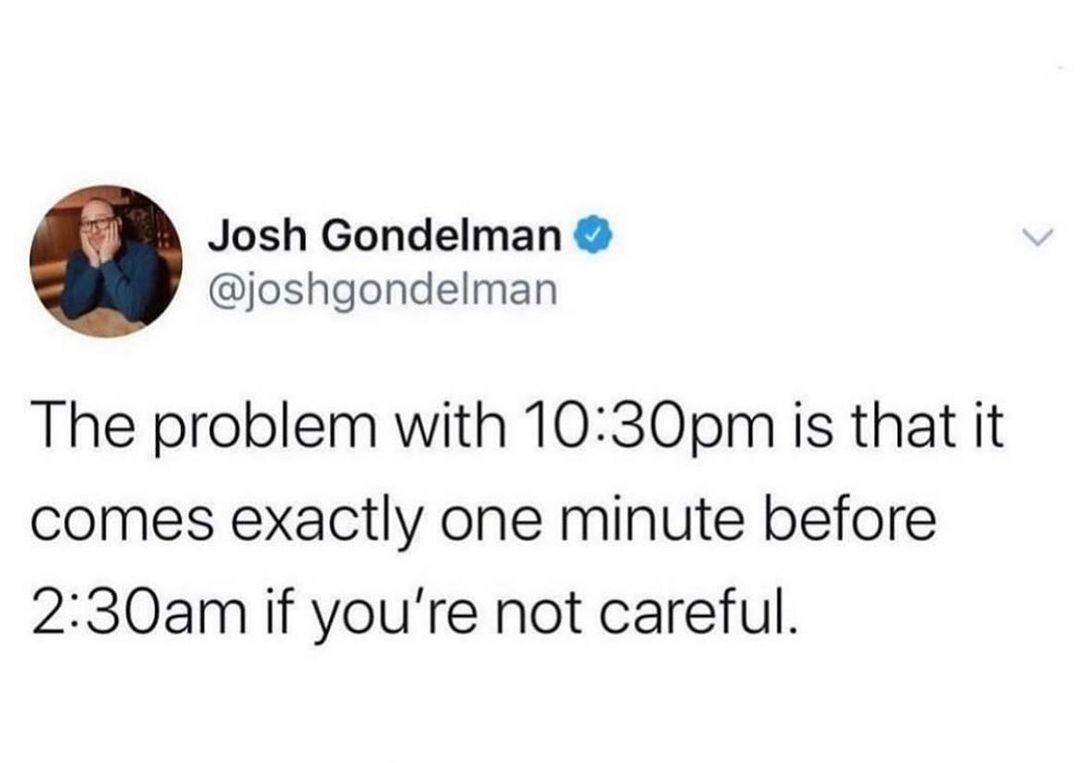 Josh Gondelman
@joshgondelman
The problem with 10:30pm is that it
comes exactly one minute before
2:30am if you're not careful.